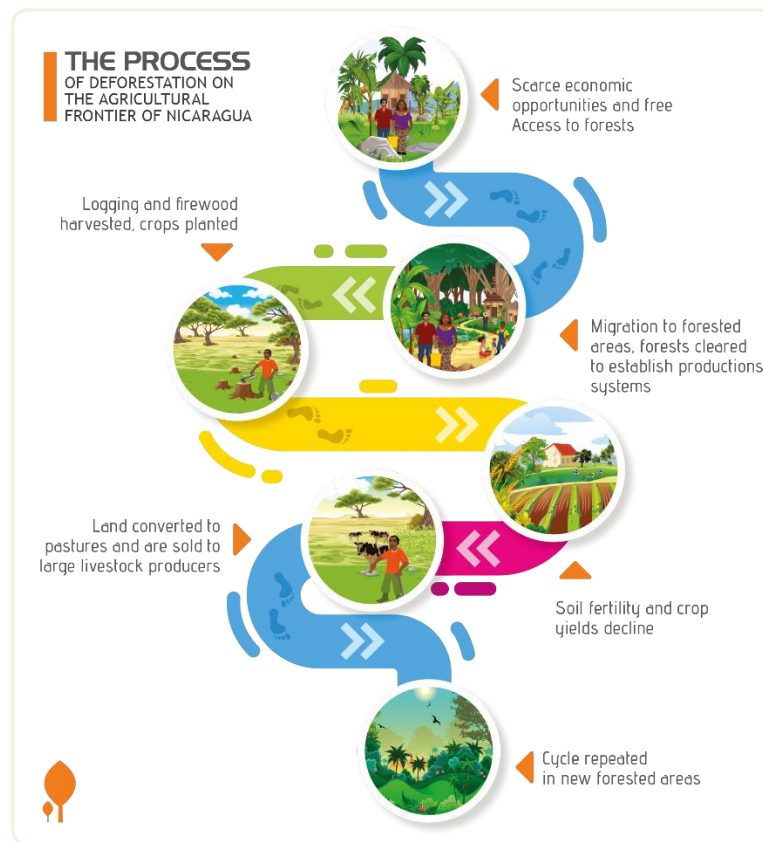 THE PROCESS
OF DEFORESTATION ON
THE AGRICULTURAL
FRONTIER OF NICARAGUA
Scarce economic
opportunities and free
Access to forests
Migration to forested
areas, forests cleared
to establish productions
systems
Logging and firewood
harvested, crops planted
Soil fertility and crop
yields decline
Land converted to
pastures and are sold to
large livestock producers
Cycle repeated
in new forested areas